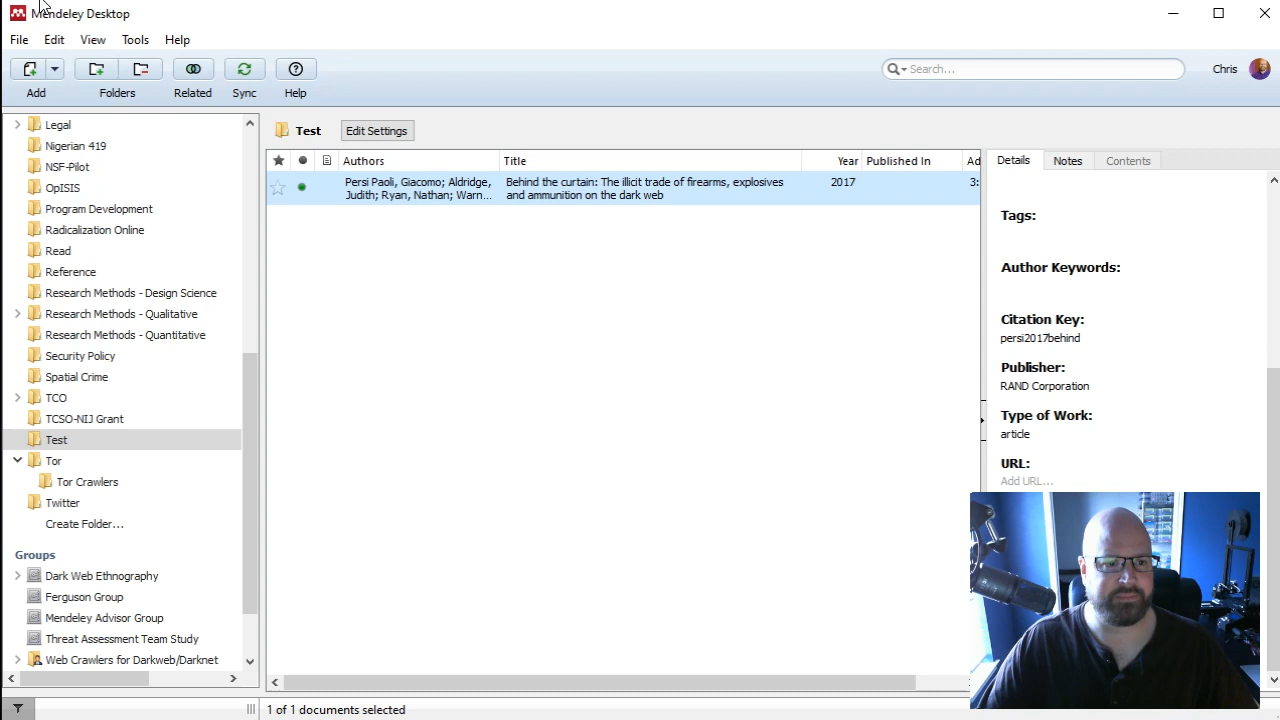 Mendeley Desktop
File Edit View Tools Help
Search... Chris
Add Folders Related Sync Help
Legal
Nigerian 419
NSF-Pilot
OpISIS
Program Development
Radicalization Online
Read
Reference
Research Methods - Design Science
Research Methods - Qualitative
Research Methods - Quantitative
Security Policy
Spatial Crime
TCO
TCSO-NIJ Grant
Test
Tor
Tor Crawlers
Twitter
Create Folder...
Groups
Dark Web Ethnography
Ferguson Group
Mendeley Advisor Group
Threat Assessment Team Study
Web Crawlers for Darkweb/Darknet
Test Edit Settings
Authors Title Year Published In Ad
Persi Paoli, Giacomo; Aldridge, Behind the curtain: The illicit trade of firearms, explosives 2017 3:
Judith; Ryan, Nathan; Warn... and ammunition on the dark web
Details Notes Contents
Tags:
Author Keywords:
Citation Key:
persi2017behind
Publisher:
RAND Corporation
Type of Work:
article
URL:
Add URL...
1 of 1 documents selected